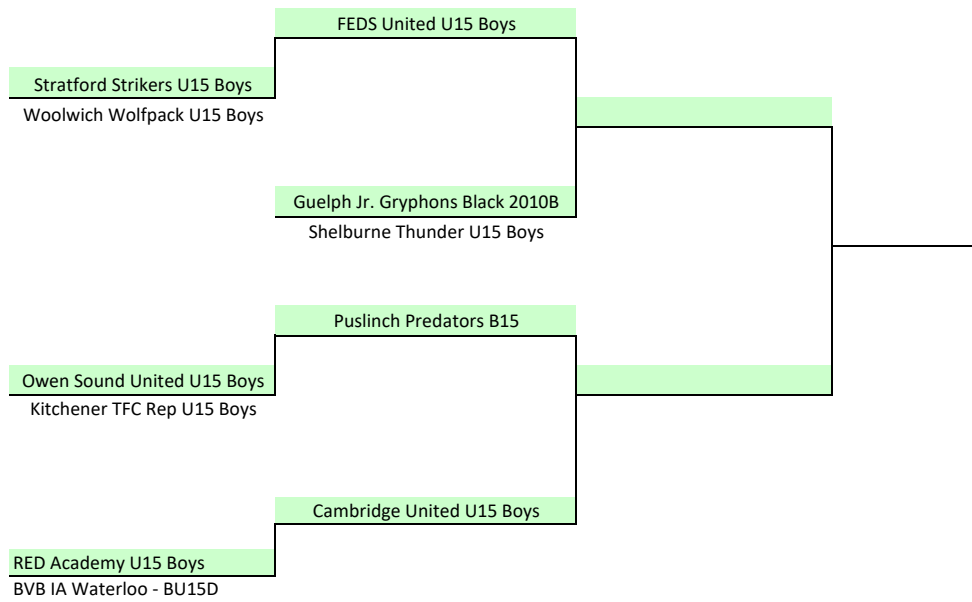 FEDS United U15 Boys
Stratford Strikers U15 Boys
Woolwich Wolfpack U15 Boys
Guelph Jr. Gryphons Black 2010B
Shelburne Thunder U15 Boys
Puslinch Predators B15
Owen Sound United U15 Boys
Kitchener TFC Rep U15 Boys
Cambridge United U15 Boys
RED Academy U15 Boys
BVB IA Waterloo - BU15D